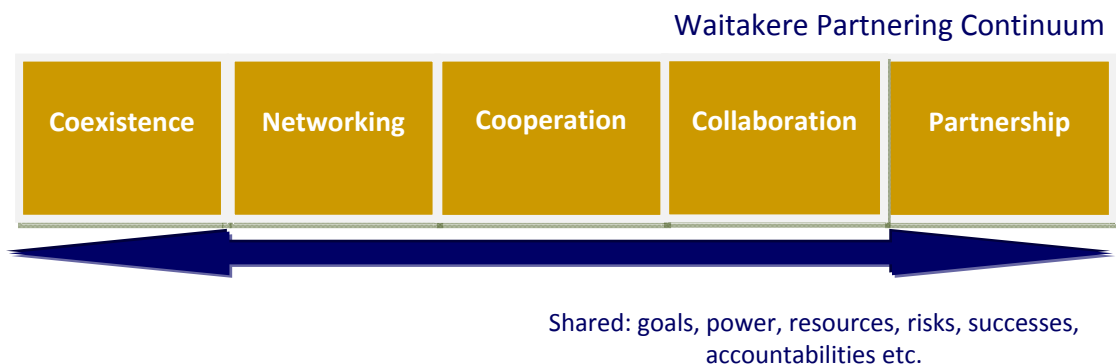 Waitakere Partnering Continuum
Coexistence
Networking
Cooperation
Collaboration
Partnership
Shared: goals, power, resources, risks, successes,
accountabilities etc.